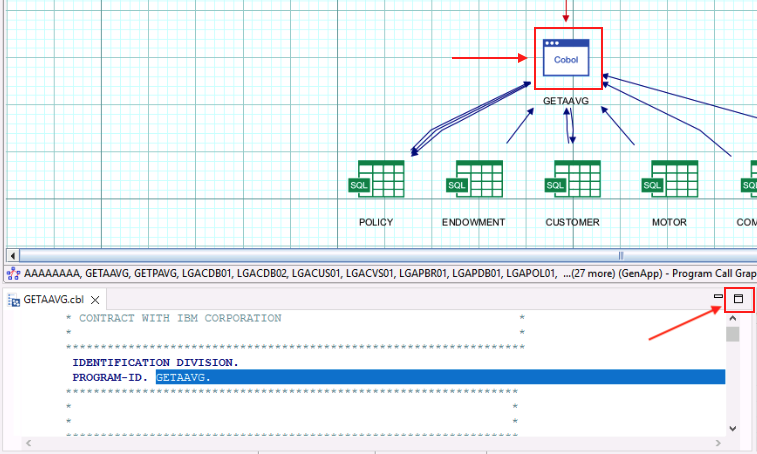 Cobol
GETAAVG
SQL SQL SQL SQL SQL
POLICY ENDOWMENT CUSTOMER MOTOR COM
AAAAAAAA, GETAAVG, GETPAVG, LGACDB01, LGACDB02, LGACUS01, LGACVS01, LGAPBR01, LGAPDB01, LGAPOL01, ...(27 more) (GenApp) - Program Call Grap
GETAAVG.cbl
* CONTRACT WITH IBM CORPORATION *
* *
******************************************************************
IDENTIFICATION DIVISION.
PROGRAM-ID. GETAAVG.
*****************************************************************
* *
* *
*****************************************************************